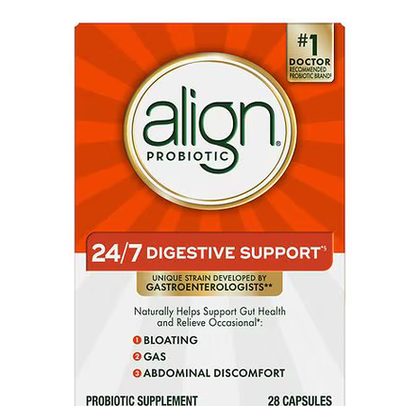 #1
DOCTOR
RECOMMENDED
PROBIOTIC BRAND†
align®
PROBIOTIC
24/7 DIGESTIVE SUPPORT*§
UNIQUE STRAIN DEVELOPED BY
GASTROENTEROLOGISTS**
Naturally Helps Support Gut Health
and Relieve Occasional*:
1 BLOATING
2 GAS
3 ABDOMINAL DISCOMFORT
PROBIOTIC SUPPLEMENT
28 CAPSULES